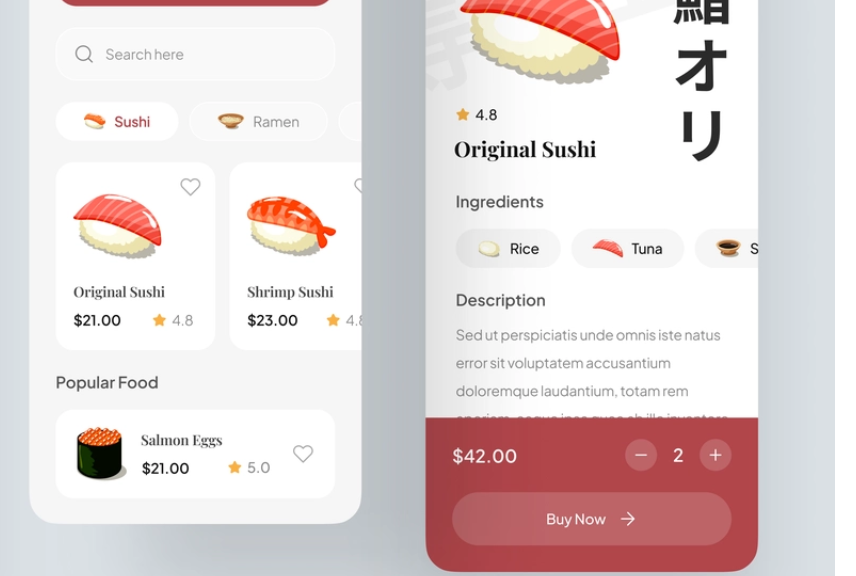 Search here
Sushi
Ramen
Original Sushi
$21.00
4.8
Shrimp Sushi
$23.00
4.8
Popular Food
Salmon Eggs
$21.00
5.0
鮨
オ
リ
4.8
Original Sushi
Ingredients
Rice
Tuna
S
Description
Sed ut perspiciatis unde omnis iste natus
error sit voluptatem accusantium
doloremque laudantium, totam rem
$42.00
2
Buy Now